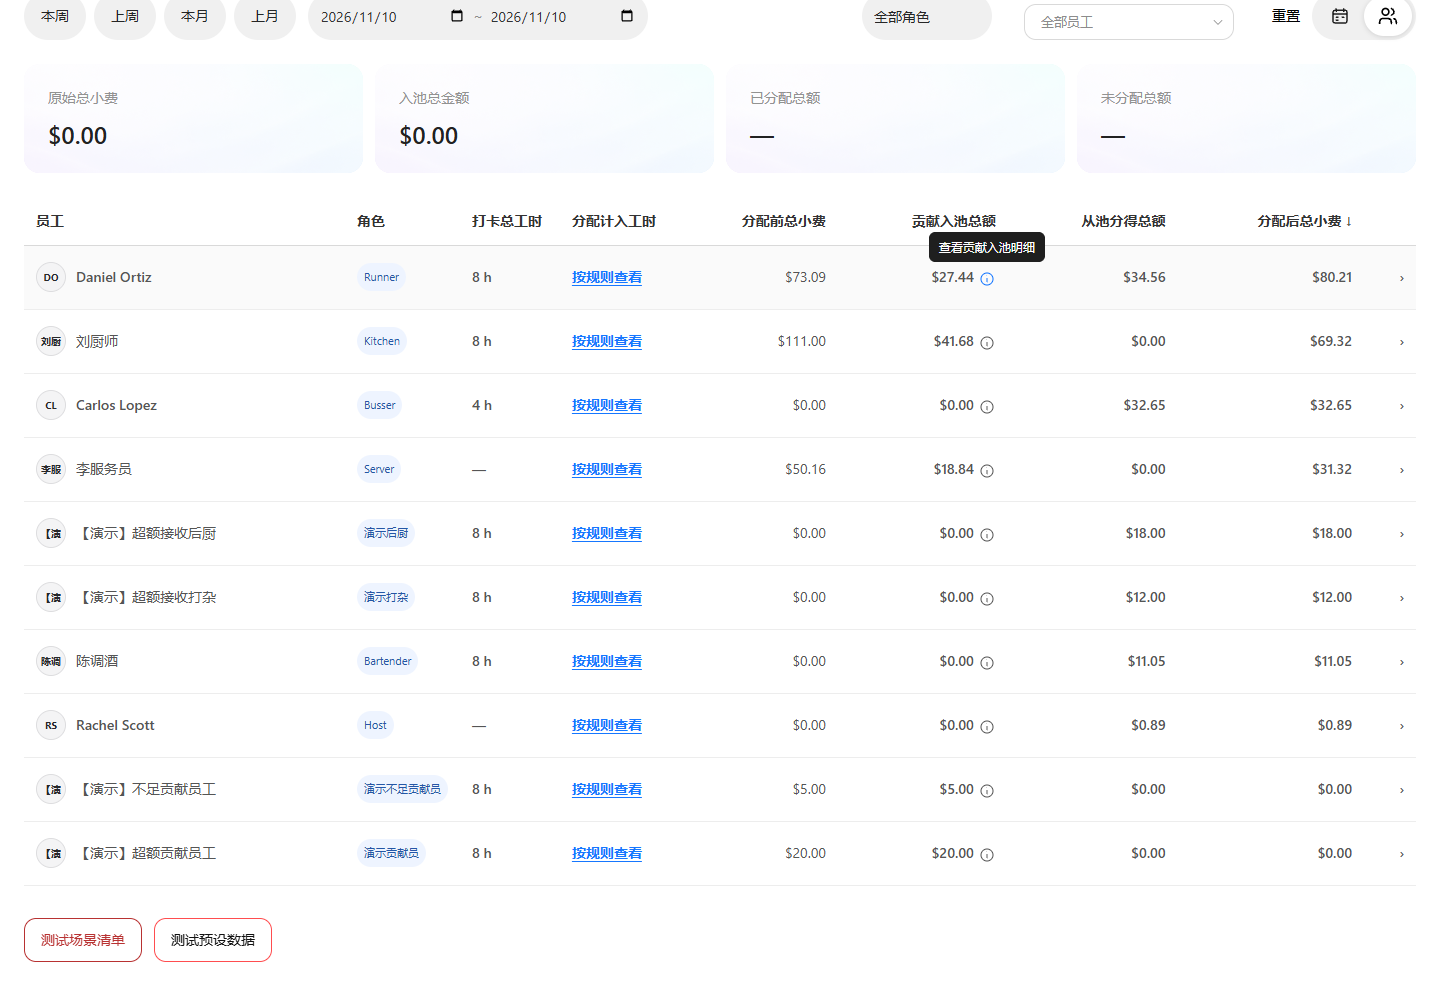 本周 上周 本月 上月 2026/11/10 ~ 2026/11/10 全部角色 全部员工 重置
原始总小费 入池总金额 已分配总额 未分配总额
$0.00 $0.00 — —
员工 角色 打卡总工时 分配计入工时 分配前总小费 贡献入池总额 从池分得总额 分配后总小费 ↓
查看贡献入池明细
DO Daniel Ortiz Runner 8 h 按规则查看 $73.09 $27.44 $34.56 $80.21 ›
刘厨 刘厨师 Kitchen 8 h 按规则查看 $111.00 $41.68 $0.00 $69.32 ›
CL Carlos Lopez Busser 4 h 按规则查看 $0.00 $0.00 $32.65 $32.65 ›
李服 李服务员 Server — 按规则查看 $50.16 $18.84 $0.00 $31.32 ›
【演 【演示】超额接收后厨 演示后厨 8 h 按规则查看 $0.00 $0.00 $18.00 $18.00 ›
【演 【演示】超额接收打杂 演示打杂 8 h 按规则查看 $0.00 $0.00 $12.00 $12.00 ›
陈调 陈调酒 Bartender 8 h 按规则查看 $0.00 $0.00 $11.05 $11.05 ›
RS Rachel Scott Host — 按规则查看 $0.00 $0.00 $0.89 $0.89 ›
【演 【演示】不足贡献员工 演示不足贡献员 8 h 按规则查看 $5.00 $5.00 $0.00 $0.00 ›
【演 【演示】超额贡献员工 演示贡献员 8 h 按规则查看 $20.00 $20.00 $0.00 $0.00 ›
测试场景清单 测试预设数据